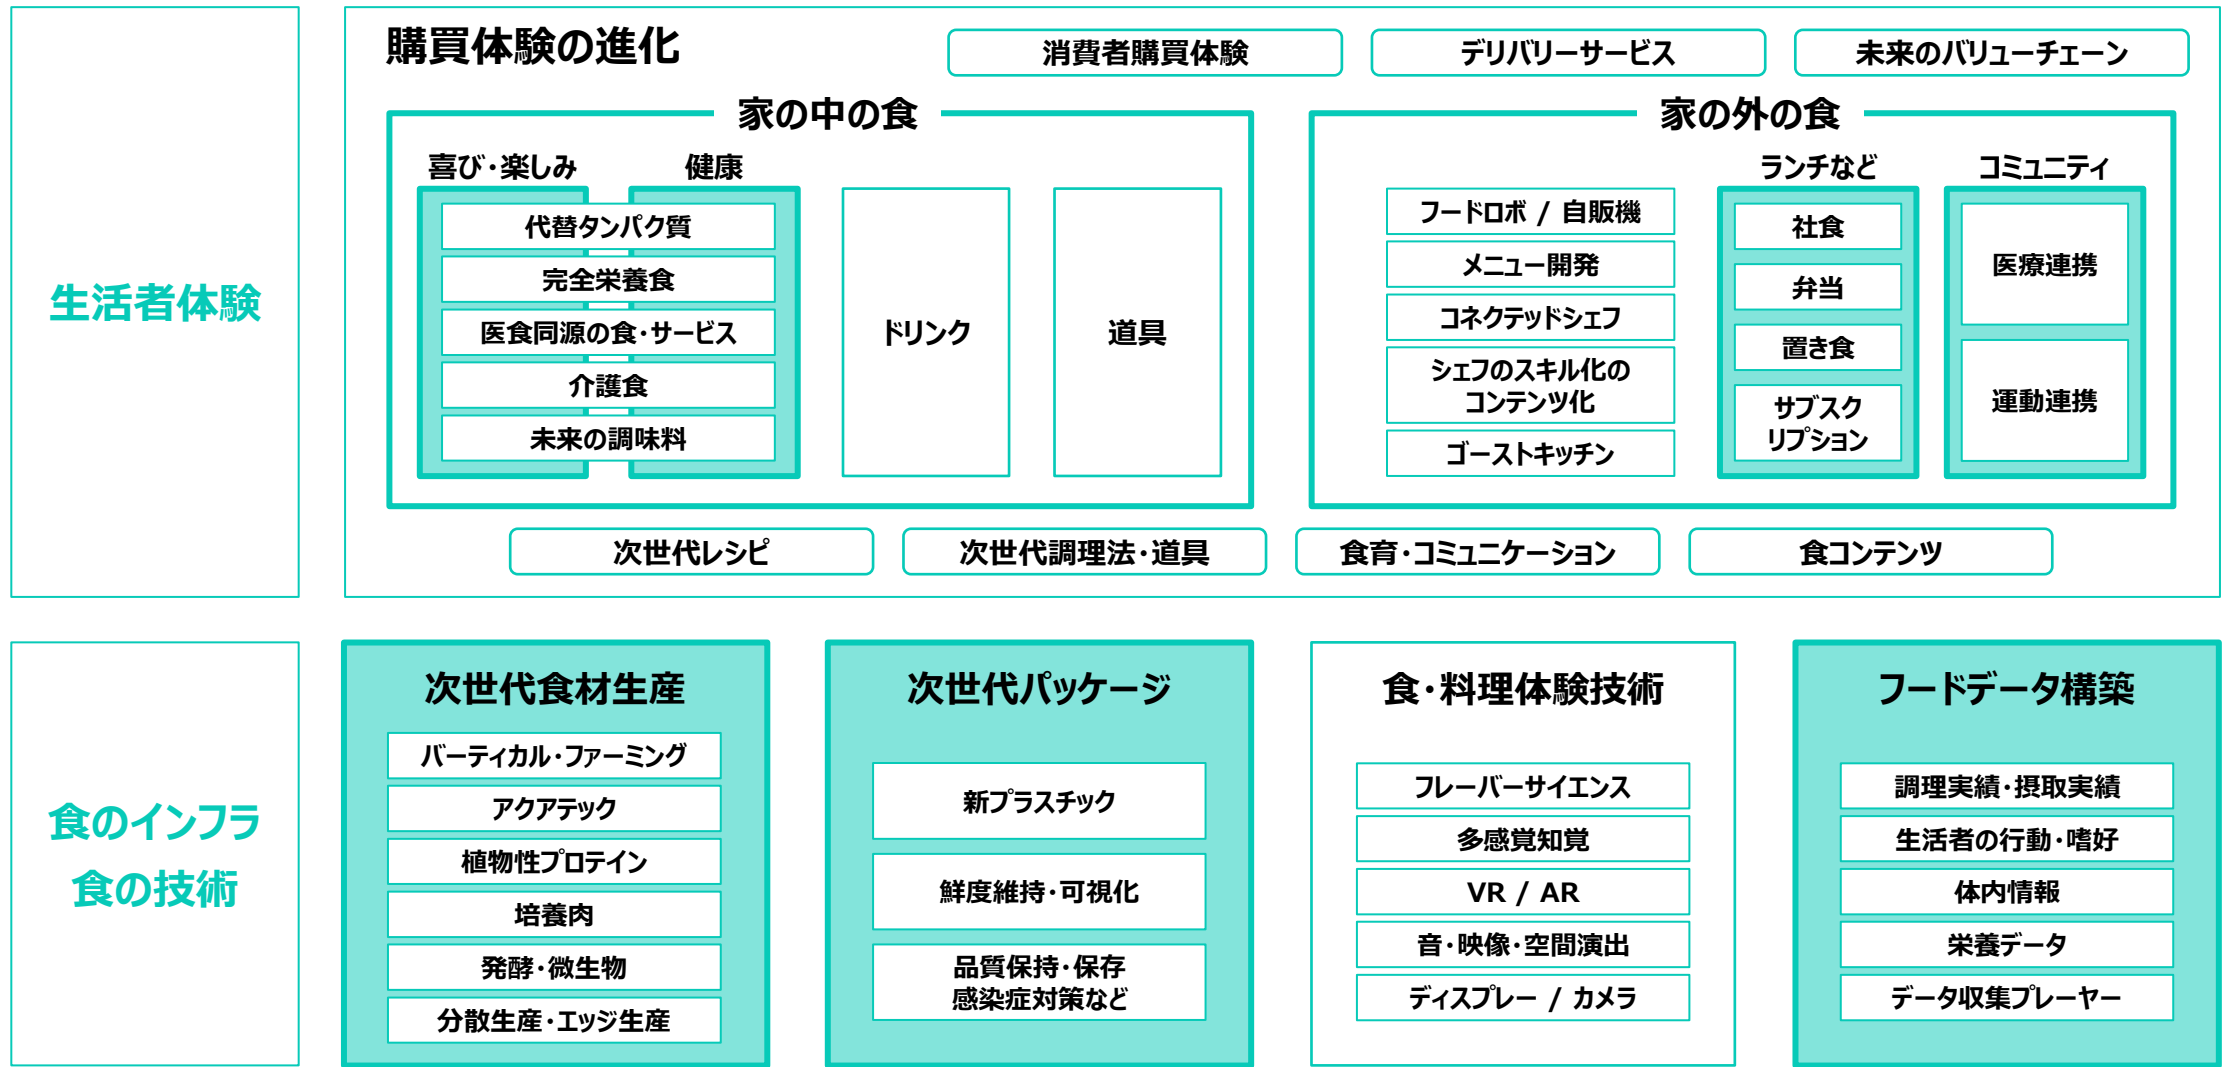 生活者体験
購買体験の進化
消費者購買体験
デリバリーサービス
未来のバリューチェーン
家の中の食
喜び・楽しみ
健康
代替タンパク質
完全栄養食
医食同源の食・サービス
介護食
未来の調味料
ドリンク
道具
家の外の食
フードロボ / 自販機
メニュー開発
コネクテッドシェフ
シェフのスキル化の
コンテンツ化
ゴーストキッチン
ランチなど
社食
弁当
置き食
サブスク
リプション
コミュニティ
医療連携
運動連携
次世代レシピ
次世代調理法・道具
食育・コミュニケーション
食コンテンツ
食のインフラ
食の技術
次世代食材生産
バーティカル・ファーミング
アクアテック
植物性プロテイン
培養肉
発酵・微生物
分散生産・エッジ生産
次世代パッケージ
新プラスチック
鮮度維持・可視化
品質保持・保存
感染症対策など
食・料理体験技術
フレーバーサイエンス
多感覚知覚
VR / AR
音・映像・空間演出
ディスプレー / カメラ
フードデータ構築
調理実績・摂取実績
生活者の行動・嗜好
体内情報
栄養データ
データ収集プレーヤー